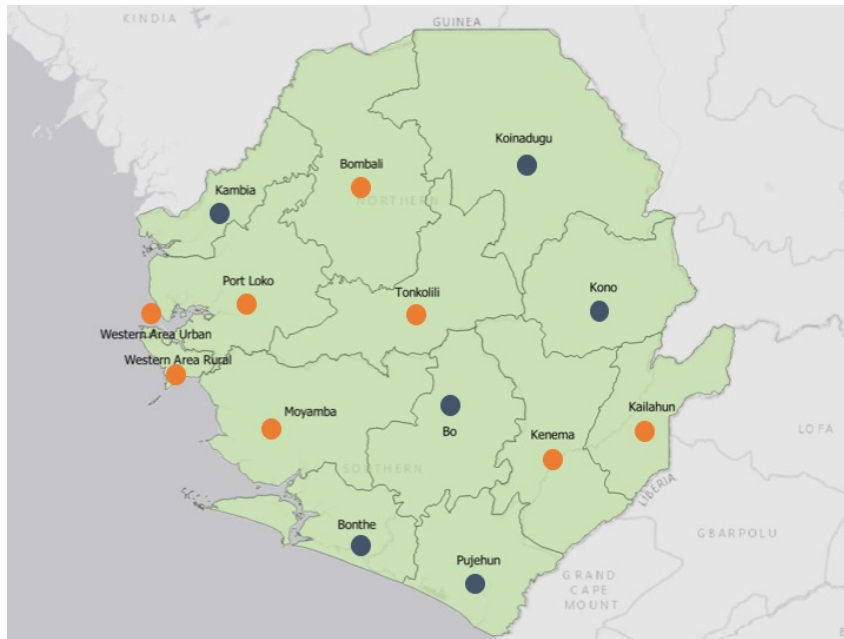 KINDIA
GUINEA
Koinadugu
Bombali
Kambia
NORTHERN
Port Loko
Tonkolili
Kono
Western Area Urban
Western Area Rural
Moyamba
Bo
Kenema
Kailahun
LOFA
SOUTHERN
LIBERIA
Bonthe
Pujehun
GBARPOLU
GRAND
CAPE
MOUNT